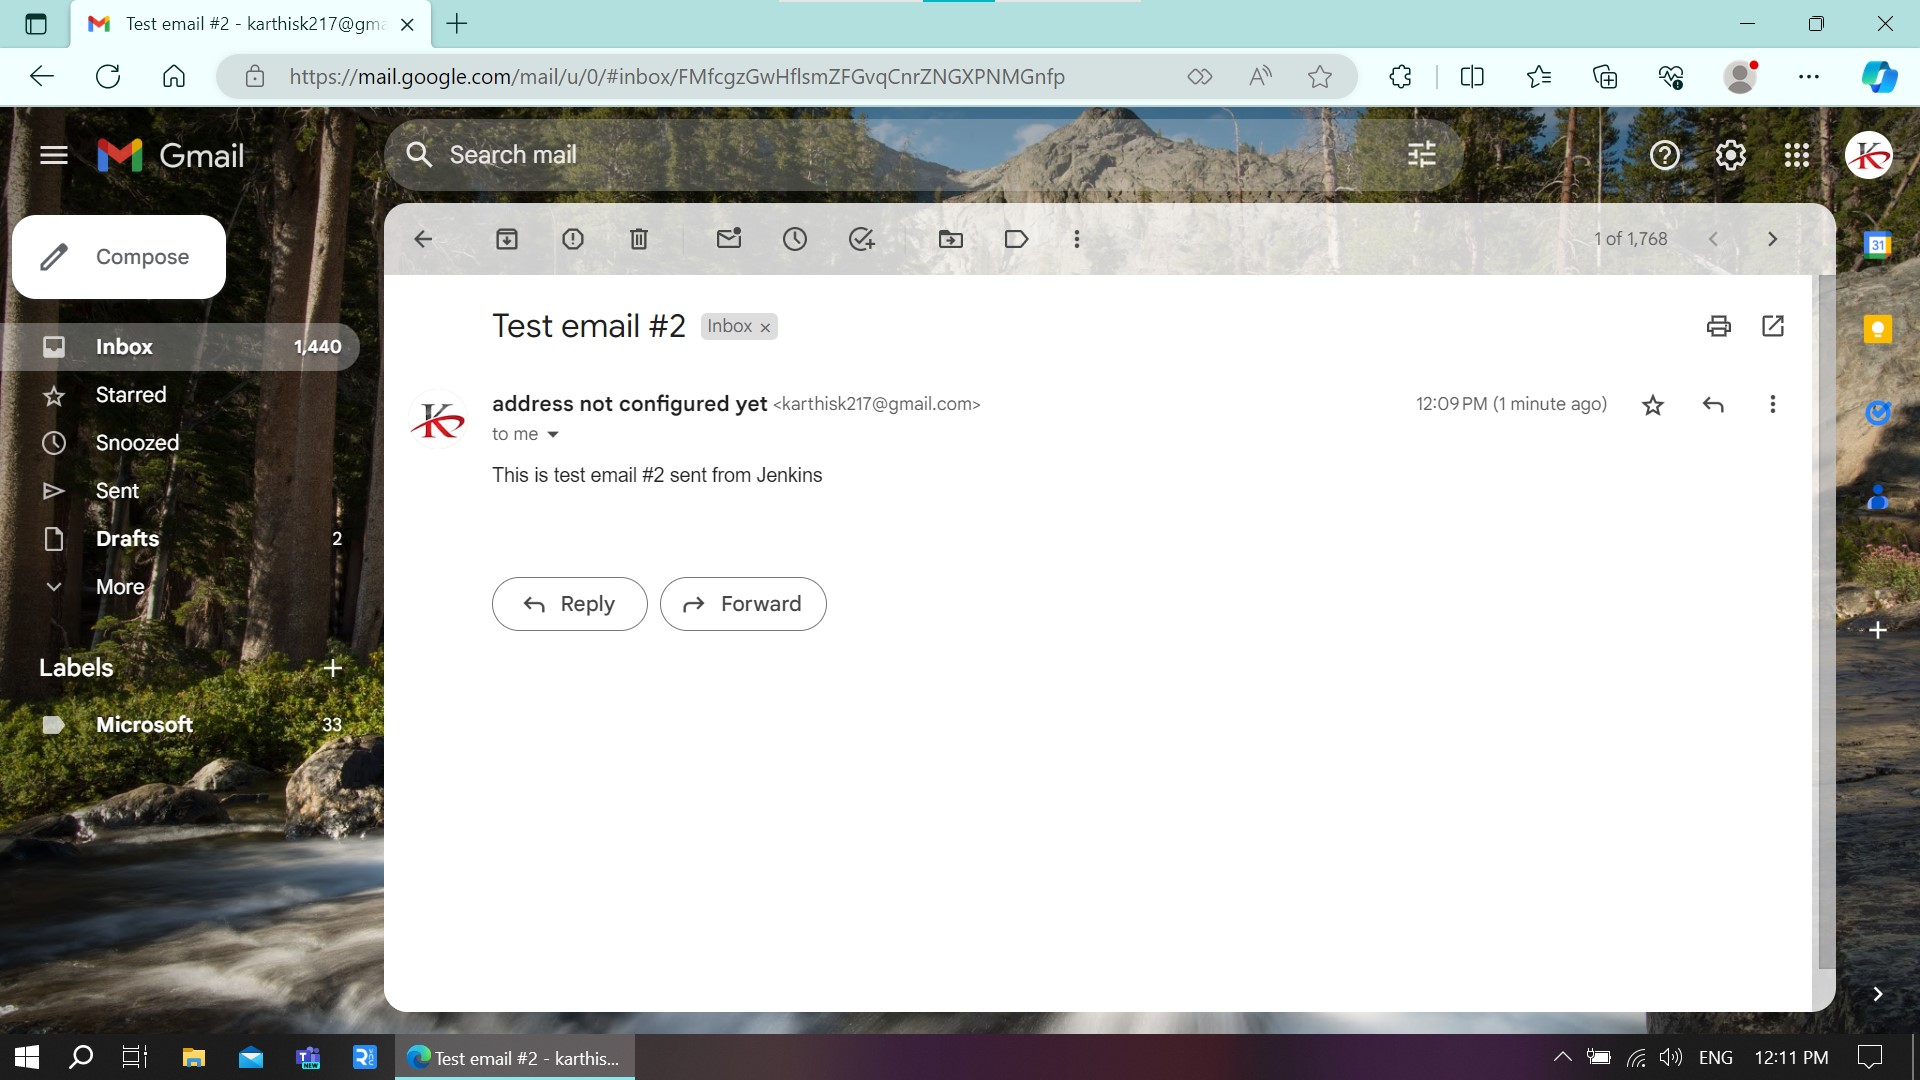 Test email #2 - karthisk217@gma
https://mail.google.com/mail/u/0/#inbox/FMfcgzGwHflsmZFGvqCnrZNGXPNMGnfp
Gmail
Search mail
Compose
1 of 1,768
31
Test email #2
Inbox ×
Inbox 1,440
Starred
Snoozed
Sent
Drafts 2
More
Labels
Microsoft 33
address not configured yet <karthisk217@gmail.com>
12:09 PM (1 minute ago)
to me
This is test email #2 sent from Jenkins
Reply
Forward
Test email #2 - karthis...
ENG
12:11 PM